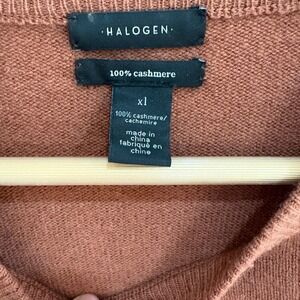 ·HALOGEN·
100% cashmere
xl
100% cashmere/
cachemire
made in
china
fabriqué en
chine